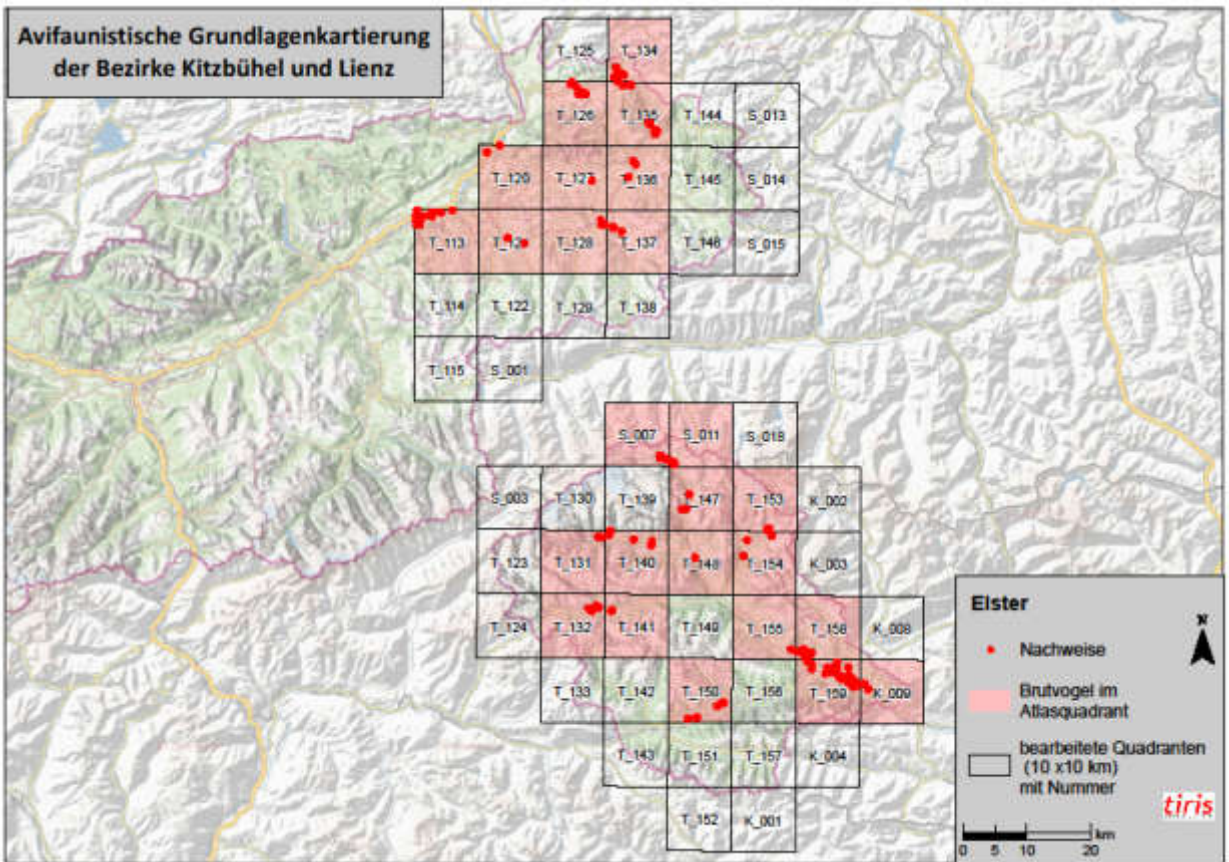 Avifaunistische Grundlagenkartierung
der Bezirke Kitzbühel und Lienz
T_125 T_134
T_126 T_135 T_144 S_013
T_120 T_127 T_136 T_145 S_014
T_113 T_128 T_137 T_146 S_015
T_114 T_122 T_129 T_138
T_115 S_001
S_007 S_011 S_018
S_003 T_130 T_139 T_147 T_153 K_002
T_123 T_131 T_140 T_148 T_154 K_003
T_124 T_132 T_141 T_149 T_155 T_158 K_008
T_133 T_142 T_150 T_156 T_159 K_009
T_143 T_151 T_157 K_004
T_152 K_001
Elster
N
Nachweise
Brutvogel im
Atlasquadrant
bearbeitete Quadranten
(10 x10 km)
mit Nummer
tiris
km
0 5 10 20